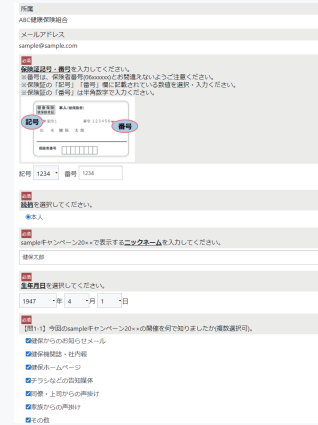 所属
ABC健康保険組合
メールアドレス
sample@sample.com
必須
保険証記号・番号を入力してください。
※番号は、保険者番号(06xxxxxx)とお間違えないようご注意ください。
※保険証の「記号」「番号」欄に記載されている数値を選択・入力ください。
※保険証の「番号」は半角数字で入力ください。
記号
番号
記号 1234 番号 1234
必須
続柄を選択してください。
本人
必須
sampleキャンペーン20××で表示するニックネームを入力してください。
健保太郎
必須
生年月日を選択してください。
1947 年 4 月 1 日
必須
【問1-1】今回のsampleキャンペーン20××の開催を何で知りましたか(複数選択可)。
健保からのお知らせメール
健保機関誌・社内報
健保ホームページ
チラシなどの告知媒体
同僚・上司からの声掛け
家族からの声掛け
その他